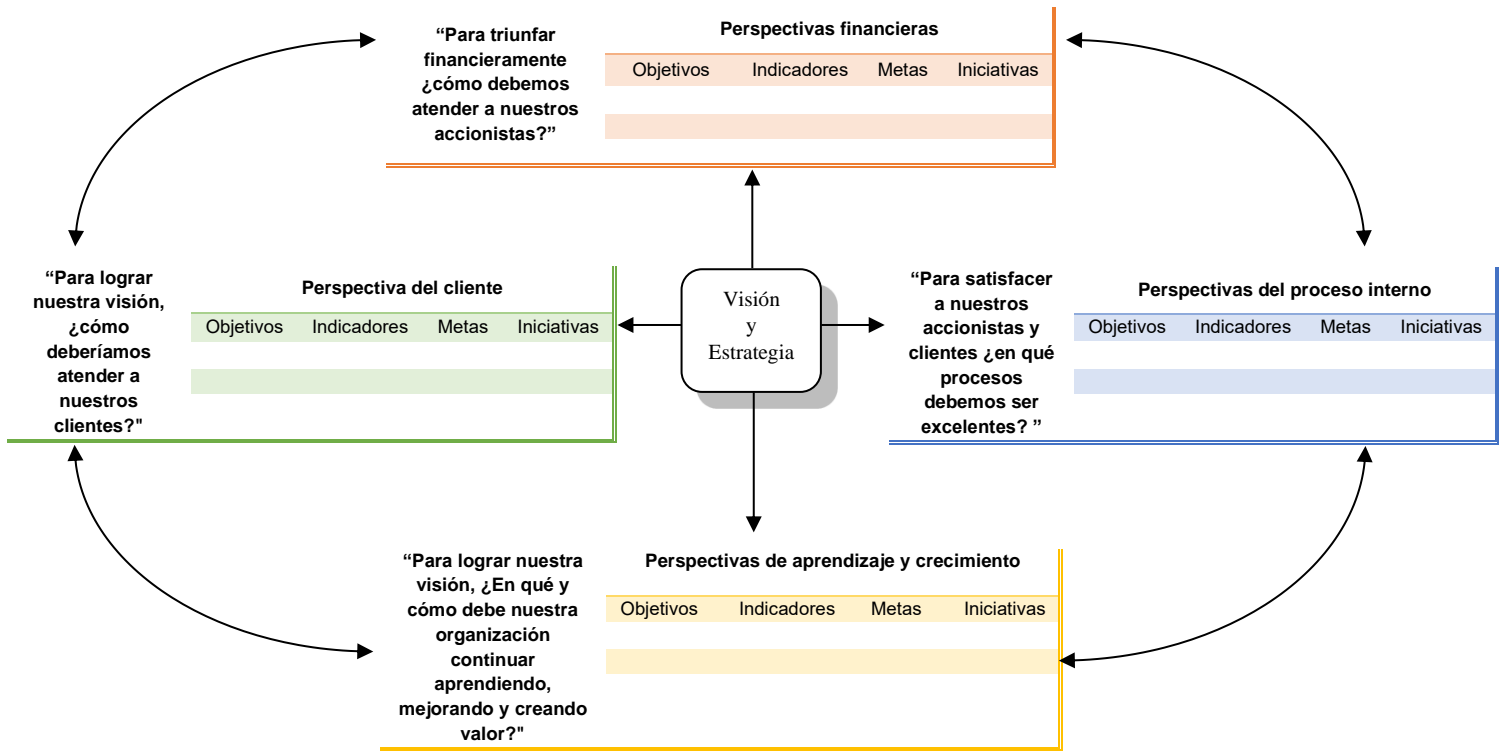 “Para triunfar
financieramente
¿cómo debemos
atender a nuestros
accionistas?”
Perspectivas financieras
Objetivos Indicadores Metas Iniciativas
“Para lograr
nuestra visión,
¿cómo
deberíamos
atender a
nuestros
clientes?"
Perspectiva del cliente
Objetivos Indicadores Metas Iniciativas
Visión
y
Estrategia
“Para satisfacer
a nuestros
accionistas y
clientes ¿en qué
procesos
debemos ser
excelentes? ”
Perspectivas del proceso interno
Objetivos Indicadores Metas Iniciativas
“Para lograr nuestra
visión, ¿En qué y
cómo debe nuestra
organización
continuar
aprendiendo,
mejorando y creando
valor?"
Perspectivas de aprendizaje y crecimiento
Objetivos Indicadores Metas Iniciativas